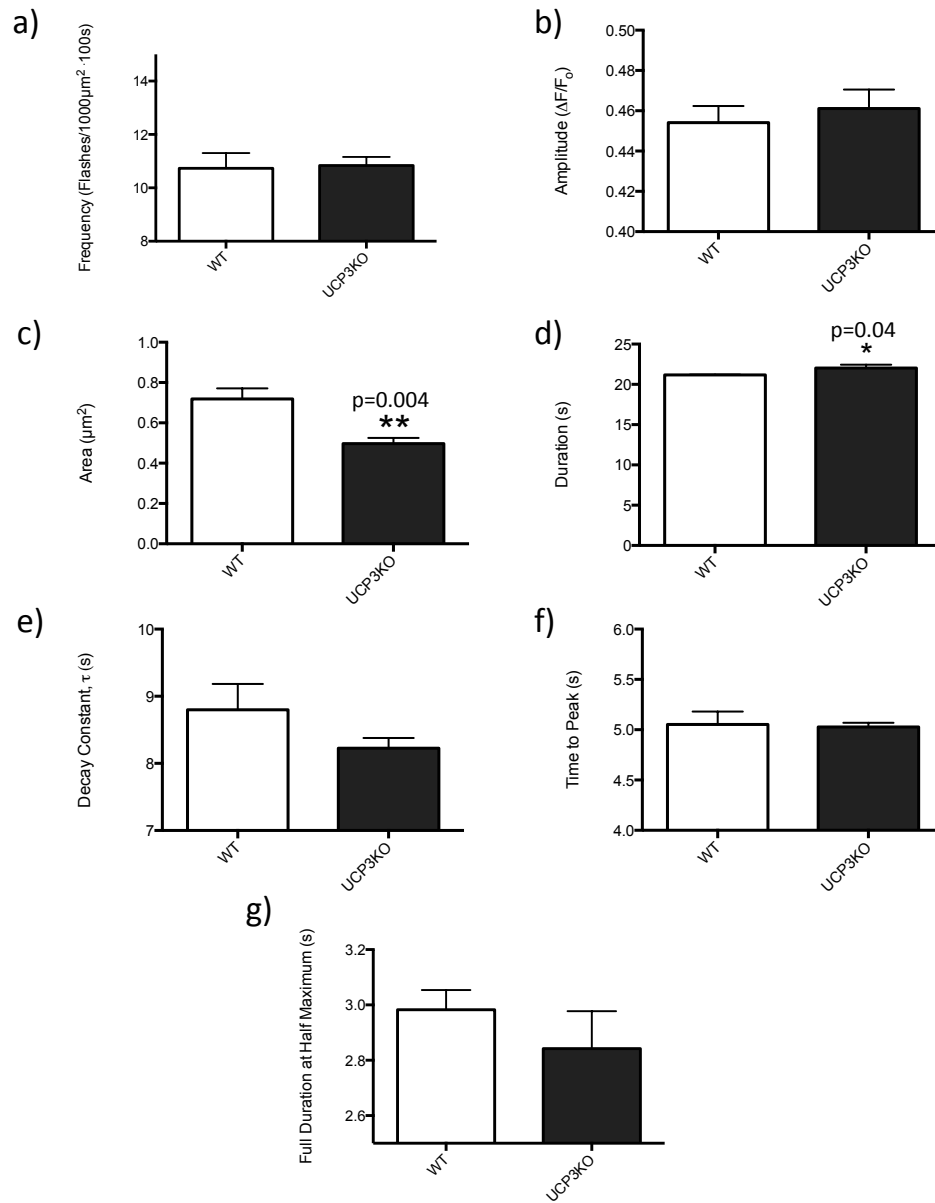 a)
Frequency (Flashes/1000µm² ·100s)
14
12
10
8
WT
UCP3KO
b)
Amplitude (ΔF/Fo)
0.50
0.48
0.46
0.44
0.42
0.40
WT
UCP3KO
c)
Area (µm²)
1.0
0.8
0.6
0.4
0.2
0.0
p=0.004
**
WT
UCP3KO
d)
Duration (s)
25
20
15
10
5
0
p=0.04
*
WT
UCP3KO
e)
Decay Constant, τ (s)
10
9
8
7
WT
UCP3KO
f)
Time to Peak (s)
6.0
5.5
5.0
4.5
4.0
WT
UCP3KO
g)
Full Duration at Half Maximum (s)
3.2
3.0
2.8
2.6
WT
UCP3KO